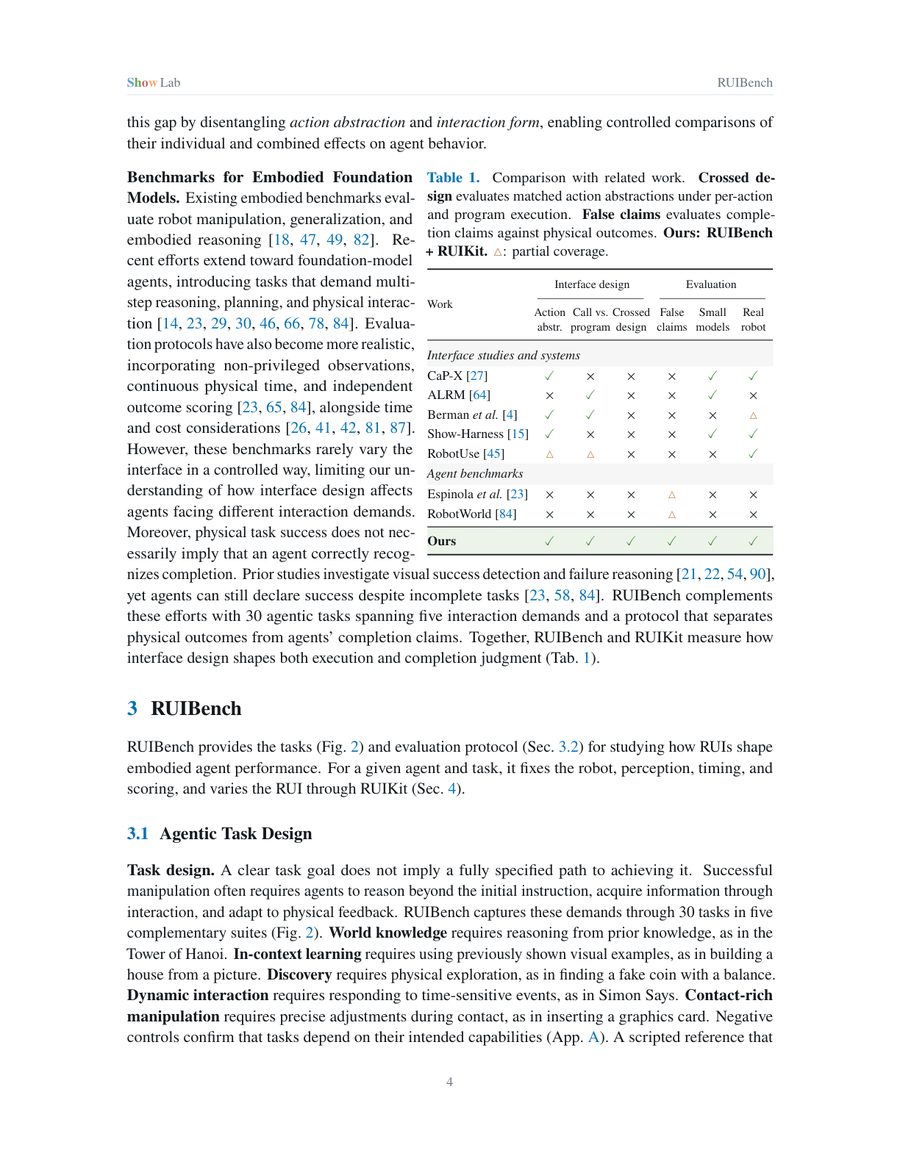 Show Lab
RUIBench
this gap by disentangling action abstraction and interaction form, enabling controlled comparisons of
their individual and combined effects on agent behavior.
Benchmarks for Embodied Foundation
Models. Existing embodied benchmarks eval-
uate robot manipulation, generalization, and
embodied reasoning [18, 47, 49, 82]. Re-
cent efforts extend toward foundation-model
agents, introducing tasks that demand multi-
step reasoning, planning, and physical interac-
tion [14, 23, 29, 30, 46, 66, 78, 84]. Evalua-
tion protocols have also become more realistic,
incorporating non-privileged observations,
continuous physical time, and independent
outcome scoring [23, 65, 84], alongside time
and cost considerations [26, 41, 42, 81, 87].
However, these benchmarks rarely vary the
interface in a controlled way, limiting our un-
derstanding of how interface design affects
agents facing different interaction demands.
Moreover, physical task success does not nec-
essarily imply that an agent correctly recog-
Table 1. Comparison with related work. Crossed de-
sign evaluates matched action abstractions under per-action
and program execution. False claims evaluates comple-
tion claims against physical outcomes. Ours: RUIBench
+ RUIKit. △: partial coverage.
Interface design Evaluation
Work
Action Call vs. Crossed False Small Real
abstr. program design claims models robot
Interface studies and systems
CaP-X [27] ✓ × × × ✓ ✓
ALRM [64] × ✓ × × ✓ ×
Berman et al. [4] ✓ ✓ × × × △
Show-Harness [15] ✓ × × × ✓ ✓
RobotUse [45] △ △ × × × ✓
Agent benchmarks
Espinola et al. [23] × × × △ × ×
RobotWorld [84] × × × △ × ×
Ours ✓ ✓ ✓ ✓ ✓ ✓
nizes completion. Prior studies investigate visual success detection and failure reasoning [21, 22, 54, 90],
yet agents can still declare success despite incomplete tasks [23, 58, 84]. RUIBench complements
these efforts with 30 agentic tasks spanning five interaction demands and a protocol that separates
physical outcomes from agents' completion claims. Together, RUIBench and RUIKit measure how
interface design shapes both execution and completion judgment (Tab. 1).
3 RUIBench
RUIBench provides the tasks (Fig. 2) and evaluation protocol (Sec. 3.2) for studying how RUIs shape
embodied agent performance. For a given agent and task, it fixes the robot, perception, timing, and
scoring, and varies the RUI through RUIKit (Sec. 4).
3.1 Agentic Task Design
Task design. A clear task goal does not imply a fully specified path to achieving it. Successful
manipulation often requires agents to reason beyond the initial instruction, acquire information through
interaction, and adapt to physical feedback. RUIBench captures these demands through 30 tasks in five
complementary suites (Fig. 2). World knowledge requires reasoning from prior knowledge, as in the
Tower of Hanoi. In-context learning requires using previously shown visual examples, as in building a
house from a picture. Discovery requires physical exploration, as in finding a fake coin with a balance.
Dynamic interaction requires responding to time-sensitive events, as in Simon Says. Contact-rich
manipulation requires precise adjustments during contact, as in inserting a graphics card. Negative
controls confirm that tasks depend on their intended capabilities (App. A). A scripted reference that
4